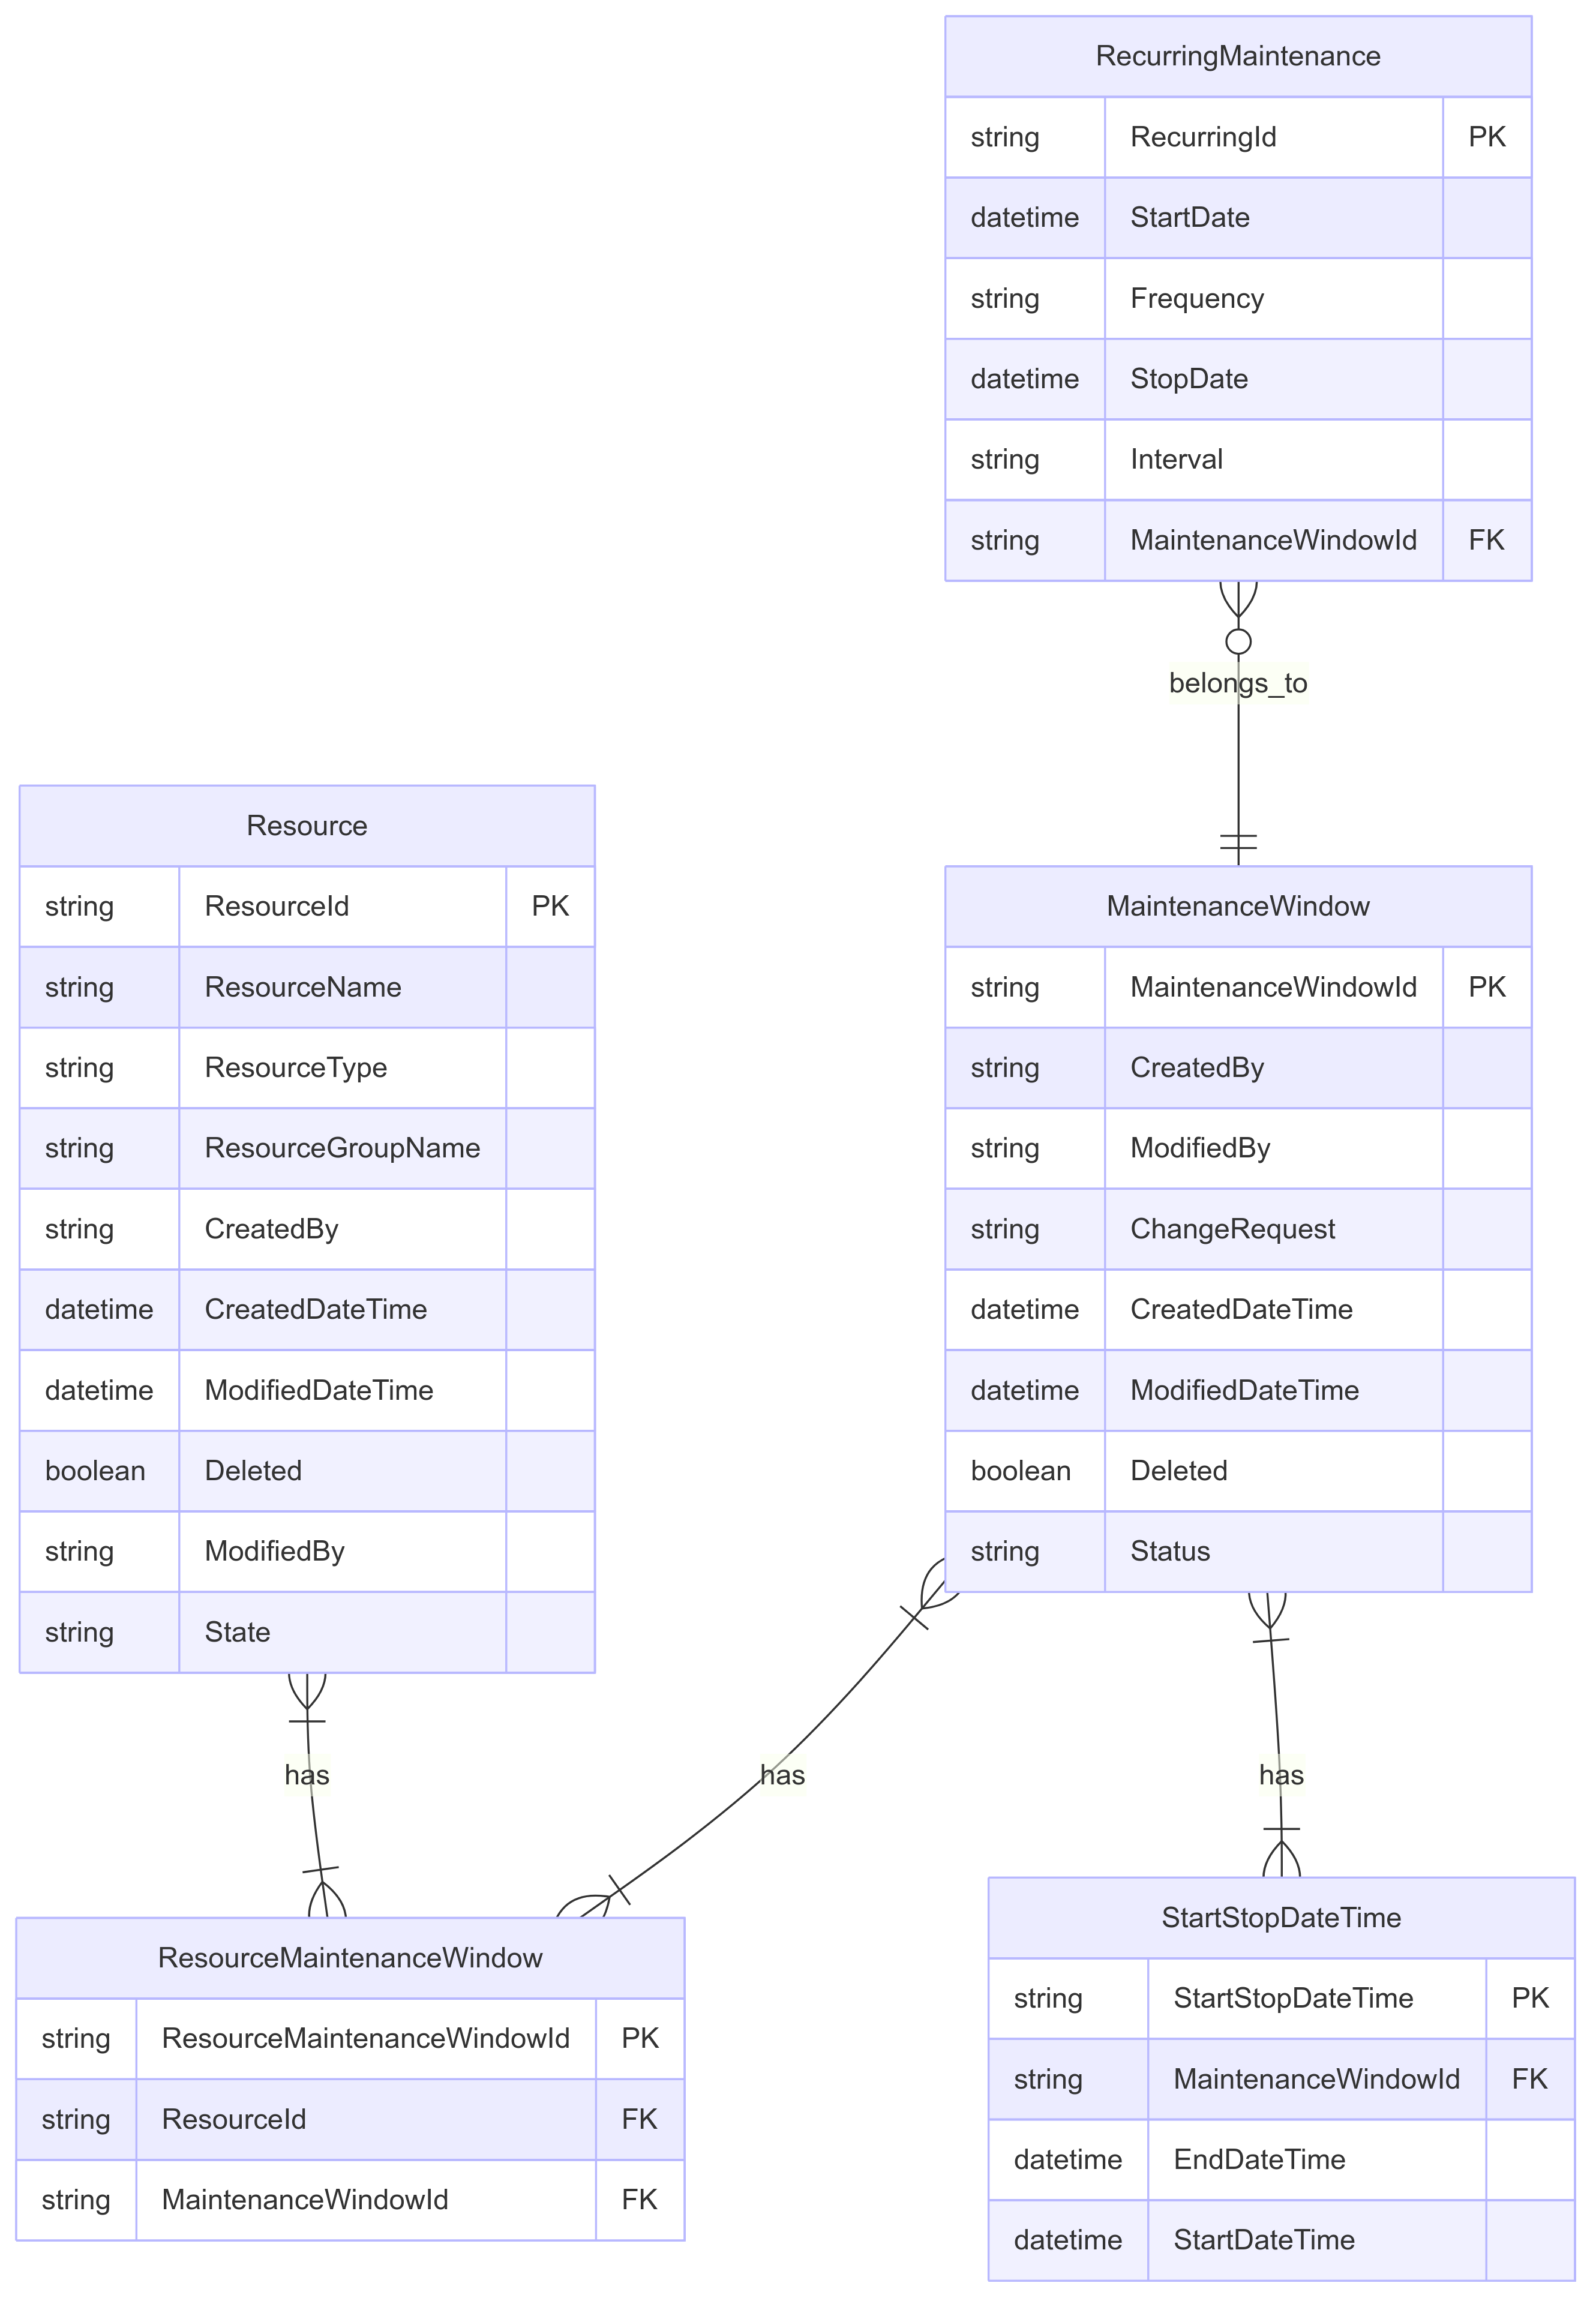 RecurringMaintenance
string RecurringId PK
datetime StartDate
string Frequency
datetime StopDate
string Interval
string MaintenanceWindowId FK
belongs_to
Resource
string ResourceId PK
string ResourceName
string ResourceType
string ResourceGroupName
string CreatedBy
datetime CreatedDateTime
datetime ModifiedDateTime
boolean Deleted
string ModifiedBy
string State
MaintenanceWindow
string MaintenanceWindowId PK
string CreatedBy
string ModifiedBy
string ChangeRequest
datetime CreatedDateTime
datetime ModifiedDateTime
boolean Deleted
string Status
has
has
has
ResourceMaintenanceWindow
string ResourceMaintenanceWindowId PK
string ResourceId FK
string MaintenanceWindowId FK
StartStopDateTime
string StartStopDateTime PK
string MaintenanceWindowId FK
datetime EndDateTime
datetime StartDateTime